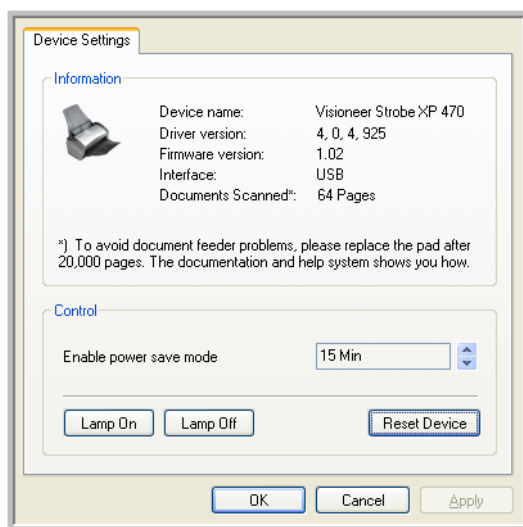 Device Settings
Information
Device name: Visioneer Strobe XP 470
Driver version: 4, 0, 4, 925
Firmware version: 1.02
Interface: USB
Documents Scanned*: 64 Pages
*) To avoid document feeder problems, please replace the pad after
20,000 pages. The documentation and help system shows you how.
Control
Enable power save mode 15 Min
Lamp On Lamp Off Reset Device
OK Cancel Apply